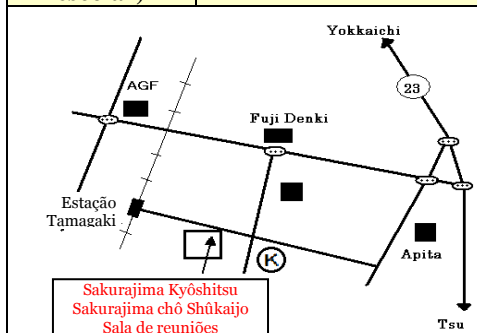 Yokkaichi
23
AGF
Fuji Denki
Estação
Tamagaki
K
Apita
Sakurajima Kyôshitsu
Sakurajima chô Shûkaijo
Sala de reuniões
Tsu